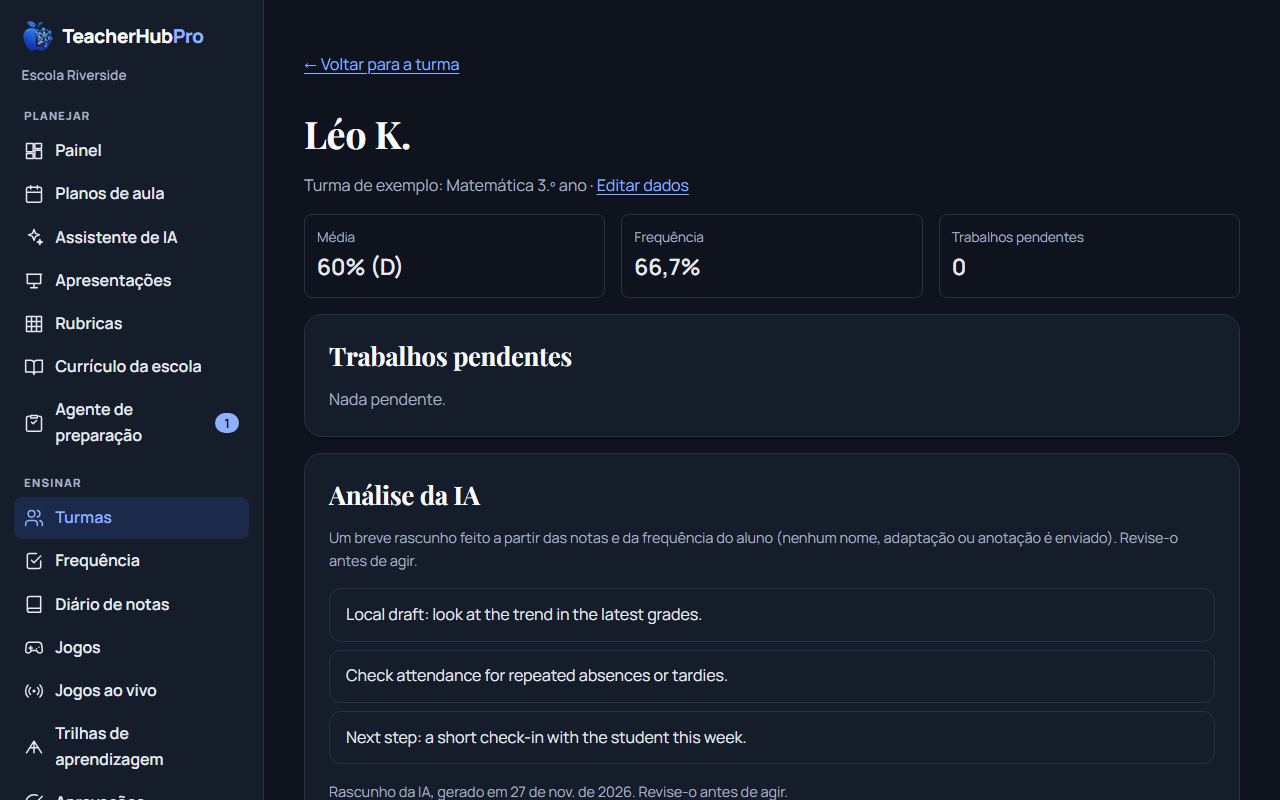 TeacherHubPro
Escola Riverside
PLANEJAR
Painel
Planos de aula
Assistente de IA
Apresentações
Rubricas
Currículo da escola
Agente de
preparação
1
ENSINAR
Turmas
Frequência
Diário de notas
Jogos
Jogos ao vivo
Trilhas de
aprendizagem
← Voltar para a turma
Léo K.
Turma de exemplo: Matemática 3.º ano · Editar dados
Média
60% (D)
Frequência
66,7%
Trabalhos pendentes
0
Trabalhos pendentes
Nada pendente.
Análise da IA
Um breve rascunho feito a partir das notas e da frequência do aluno (nenhum nome, adaptação ou anotação é enviado). Revise-o
antes de agir.
Local draft: look at the trend in the latest grades.
Check attendance for repeated absences or tardies.
Next step: a short check-in with the student this week.
Rascunho da IA, gerado em 27 de nov. de 2026. Revise-o antes de agir.